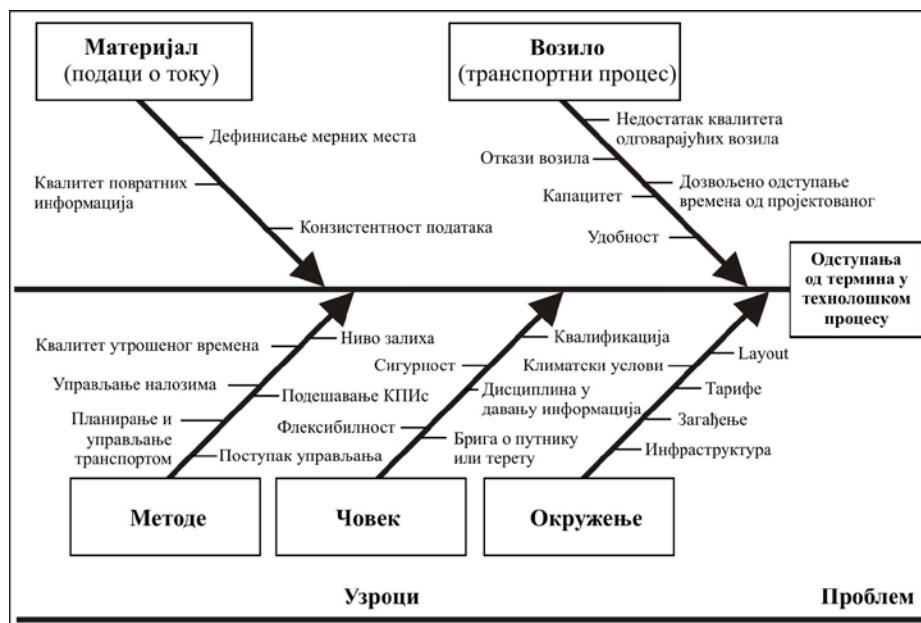 Материјал
(подаци о току)
Возило
(транспортни процес)
Дефинисање мерних места
Квалитет повратних
информација
Конзистентност података
Недостатак квалитета
одговарајућих возила
Откази возила
Дозвољено одступање
времена од пројектованог
Капацитет
Удобност
Одступања
од термина у
технолошком
процесу
Квалитет утрошеног времена
Ниво залиха
Управљање налозима
Подешавање КПИс
Планирање и
управљање
транспортом
Поступак управљања
Методе
Квалификација
Сигурност
Дисциплина у
давању информација
Флексибилност
Брига о путнику
или терету
Човек
Layout
Климатски услови
Тарифе
Загађење
Инфраструктура
Окружење
Узроци
Проблем